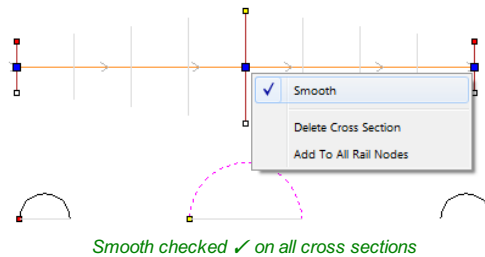 Smooth
Delete Cross Section
Add To All Rail Nodes
Smooth checked ✓ on all cross sections